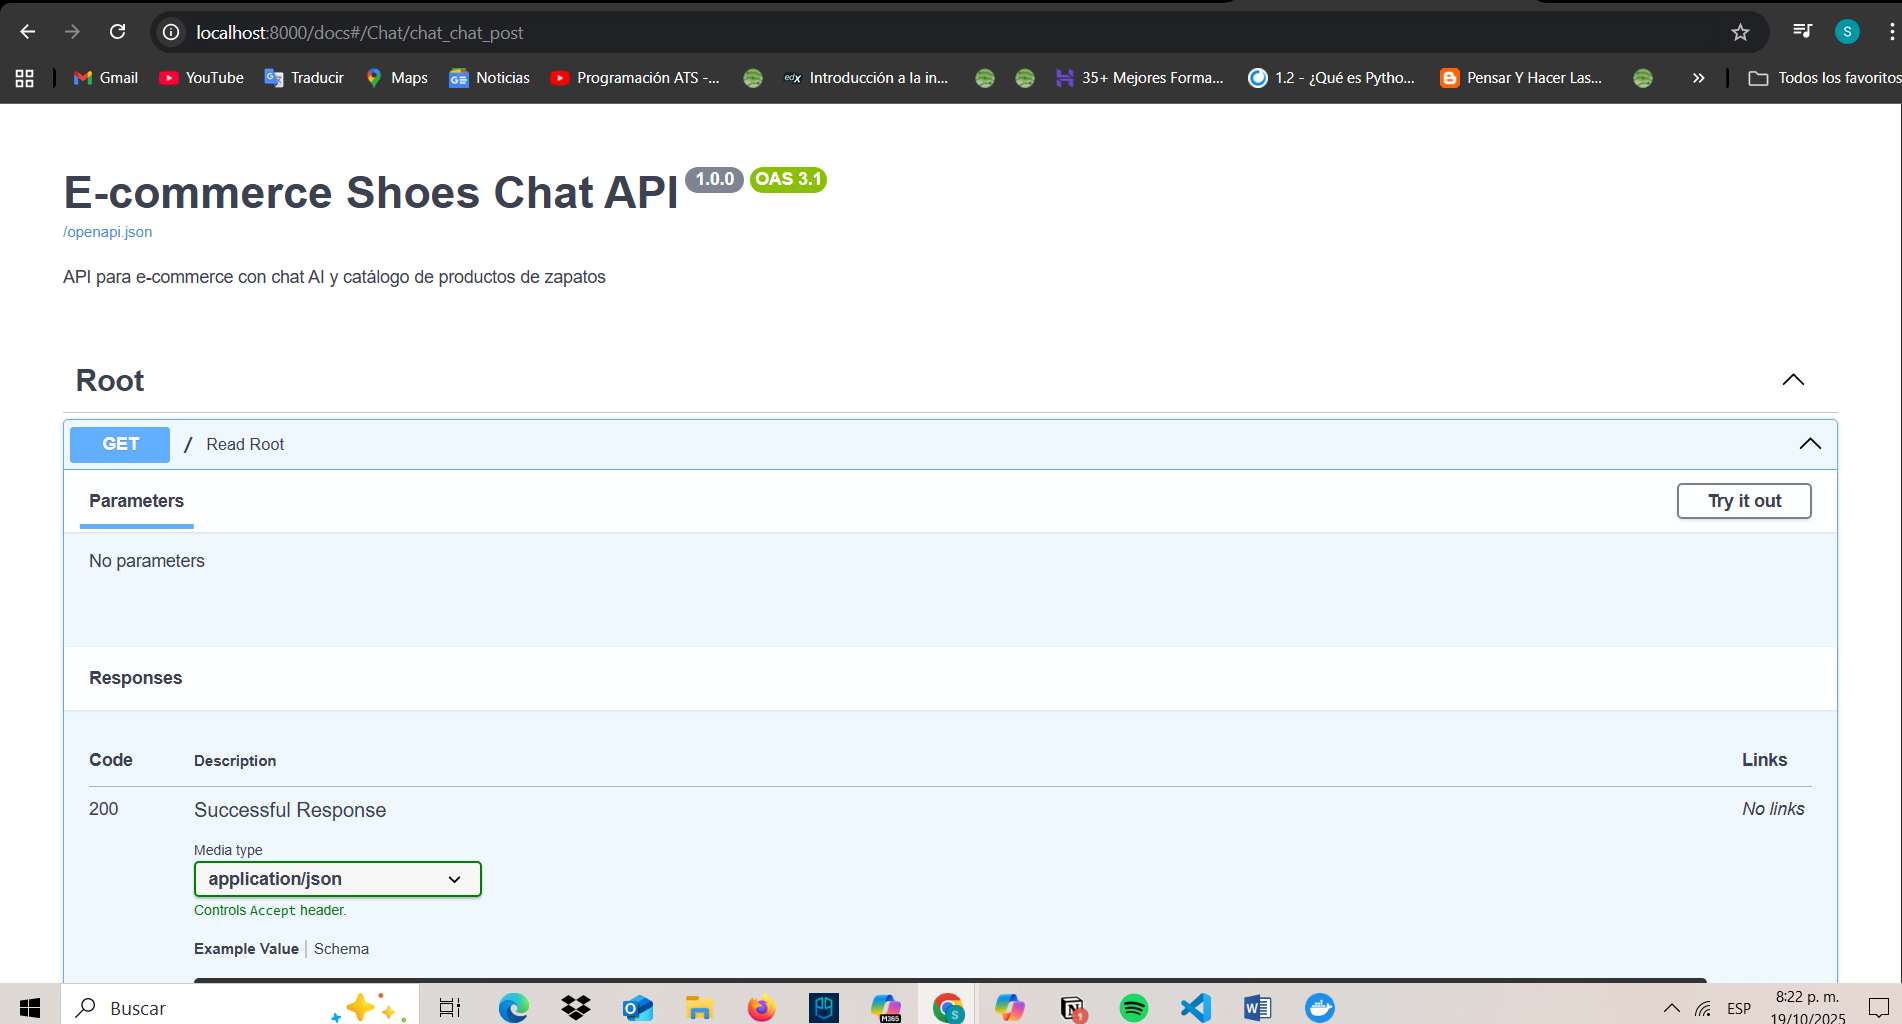 localhost:8000/docs#/Chat/chat_chat_post
S
Gmail
YouTube
Traducir
Maps
Noticias
Programación ATS -...
edX Introducción a la in...
35+ Mejores Forma...
1.2 - ¿Qué es Pytho...
Pensar Y Hacer Las...
»
Todos los favoritos
E-commerce Shoes Chat API 1.0.0 OAS 3.1
/openapi.json
API para e-commerce con chat AI y catálogo de productos de zapatos
Root
GET / Read Root
Parameters
Try it out
No parameters
Responses
Code Description Links
200 Successful Response No links
Media type
application/json
Controls Accept header.
Example Value | Schema
Buscar
M365
S
1
ESP
8:22 p. m.
19/10/2025